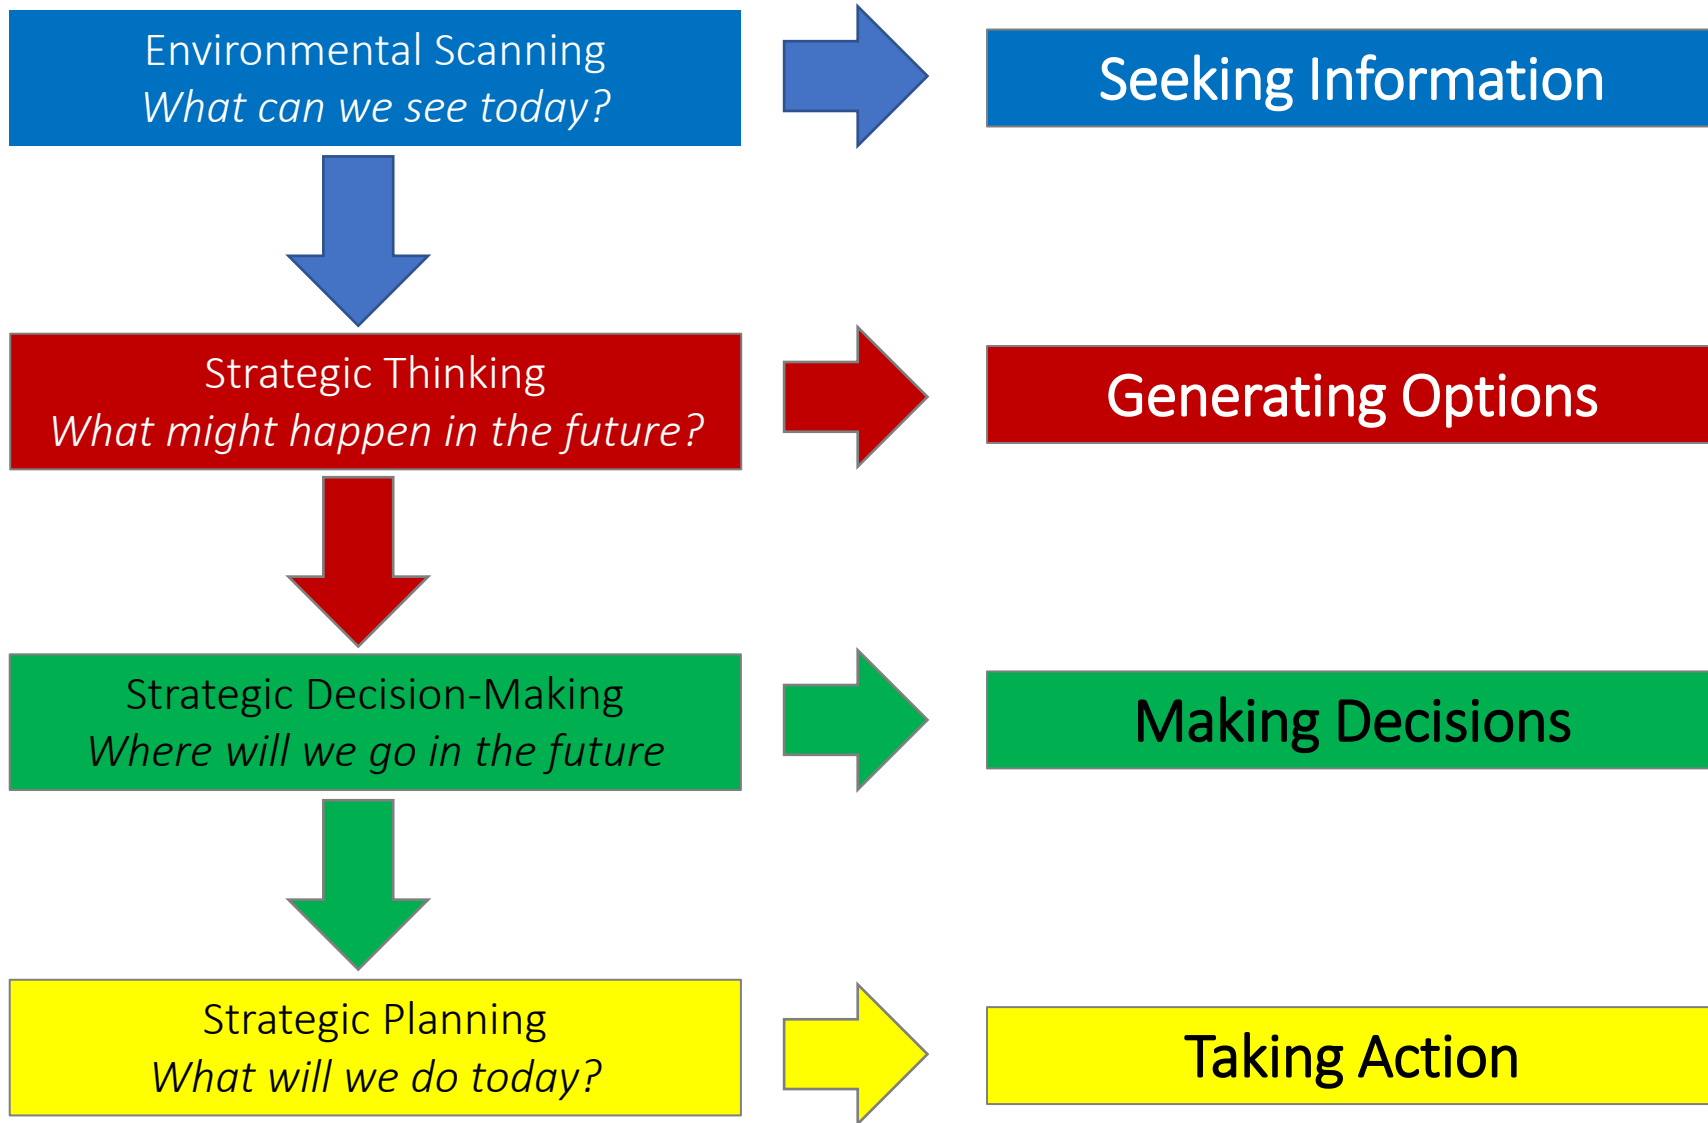 Environmental Scanning
What can we see today?
Seeking Information
Strategic Thinking
What might happen in the future?
Generating Options
Strategic Decision-Making
Where will we go in the future
Making Decisions
Strategic Planning
What will we do today?
Taking Action